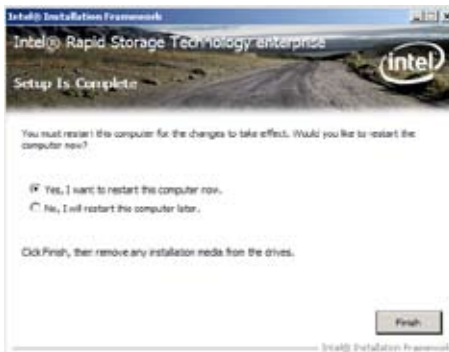 Intel® Installation Framework
Intel® Rapid Storage Technology enterprise
intel
Setup Is Complete
You must restart this computer for the changes to take effect. Would you like to restart the
computer now?
Yes, I want to restart this computer now.
No, I will restart this computer later.
Click Finish, then remove any installation media from the drives.
Finish
Intel® Installation Framework